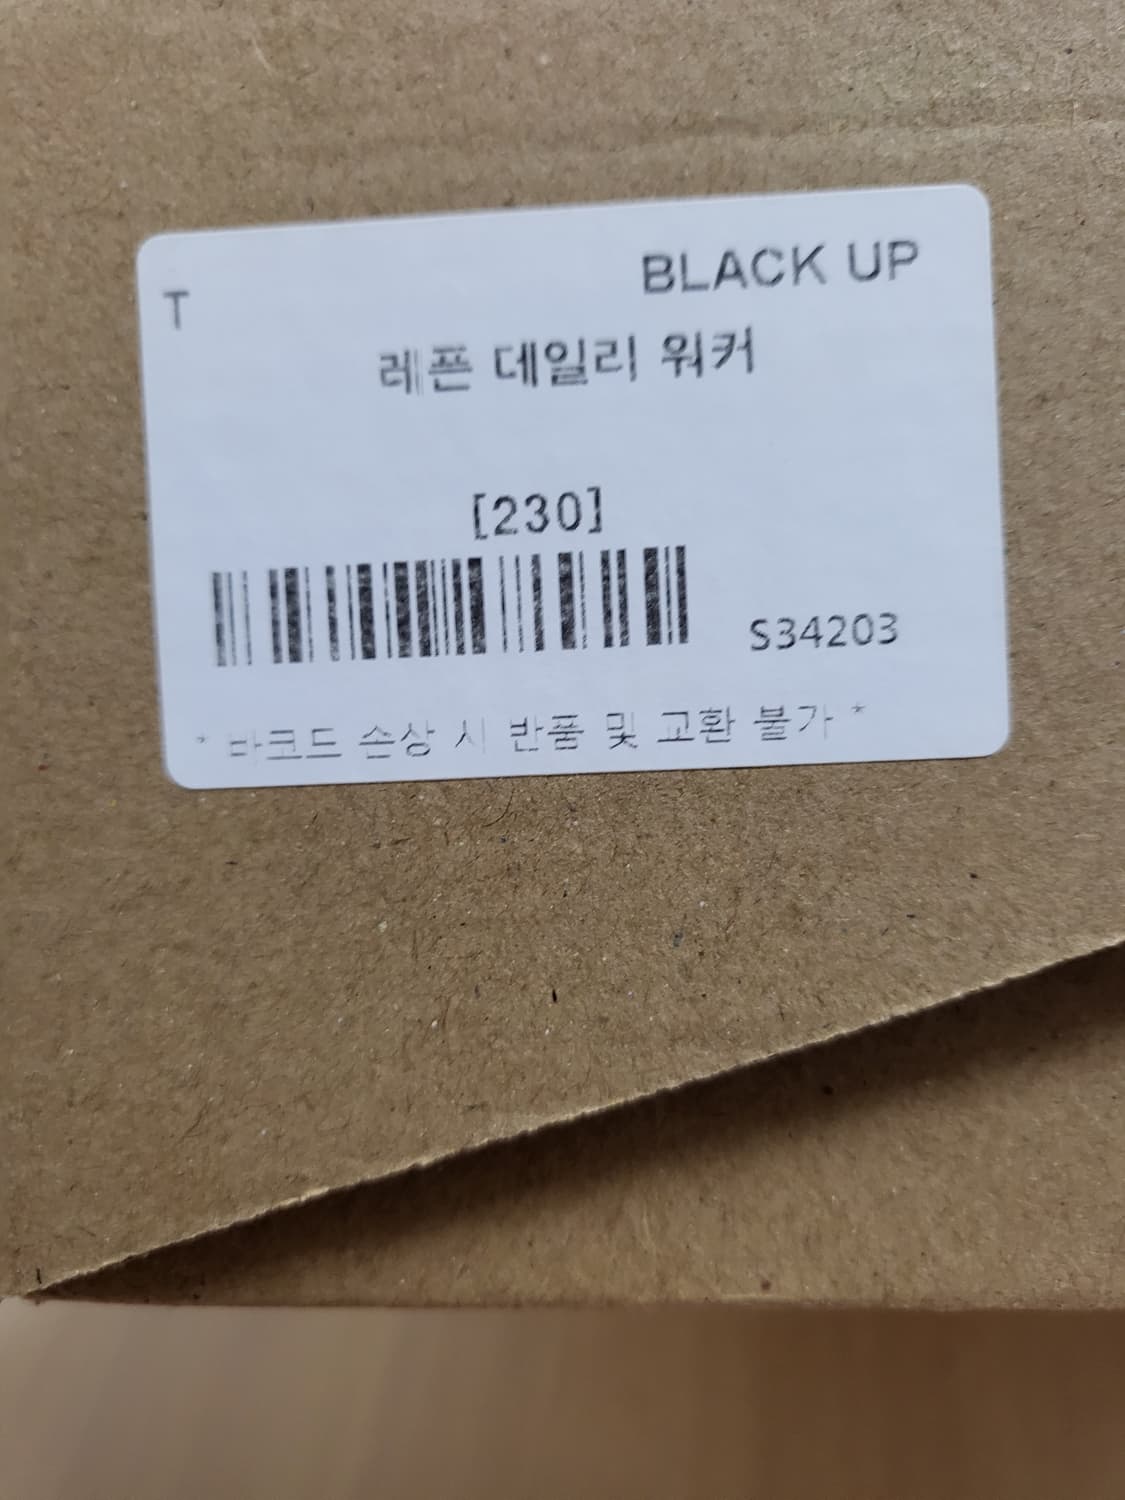 BLACK UP
T
레픈 데일리 워커
[230]
S34203
* 바코드 손상 시 반품 및 교환 불가 *